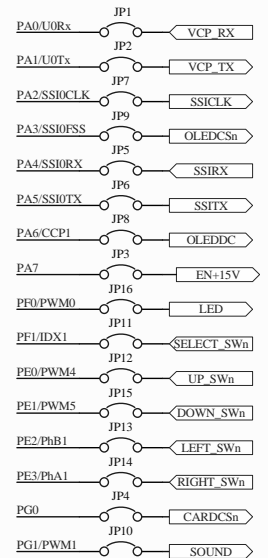 JP1
PA0/U0Rx VCP_RX
JP2
PA1/U0Tx VCP_TX
JP7
PA2/SSI0CLK SSICLK
JP9
PA3/SSI0FSS OLEDCSn
JP5
PA4/SSI0RX SSIRX
JP6
PA5/SSI0TX SSITX
JP8
PA6/CCP1 OLEDDC
JP3
PA7 EN+15V
JP16
PF0/PWM0 LED
JP11
PF1/IDX1 SELECT_SWn
JP12
PE0/PWM4 UP_SWn
JP15
PE1/PWM5 DOWN_SWn
JP13
PE2/PhB1 LEFT_SWn
JP14
PE3/PhA1 RIGHT_SWn
JP4
PG0 CARDCSn
JP10
PG1/PWM1 SOUND